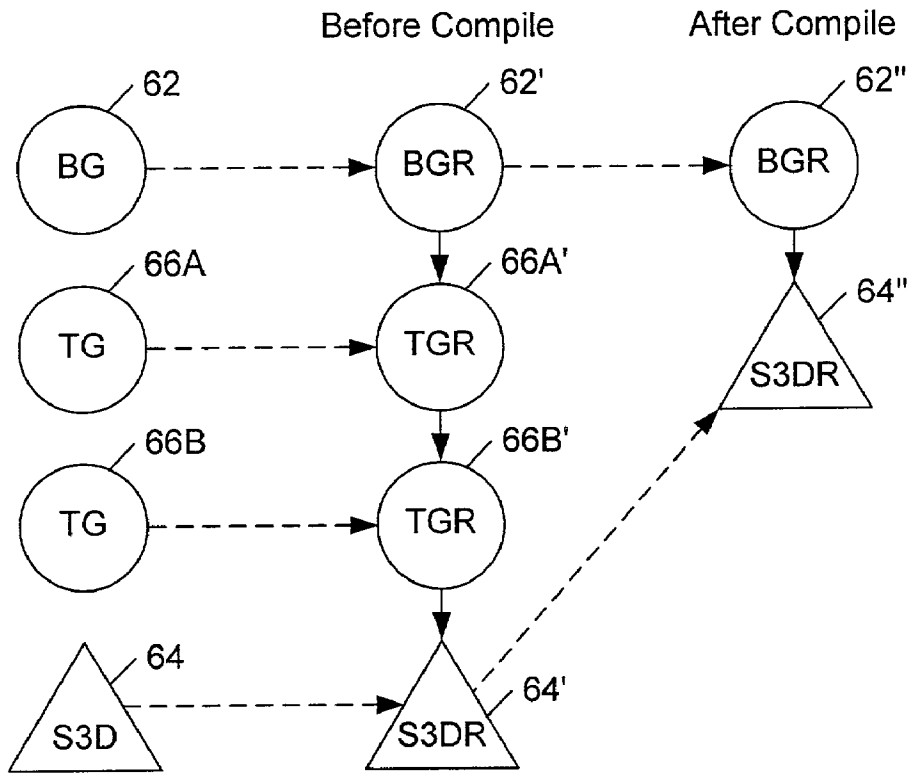 Before Compile
After Compile
62
62'
62"
BG
BGR
BGR
66A
66A'
64"
TG
TGR
S3DR
66B
66B'
TG
TGR
64
64'
S3D
S3DR